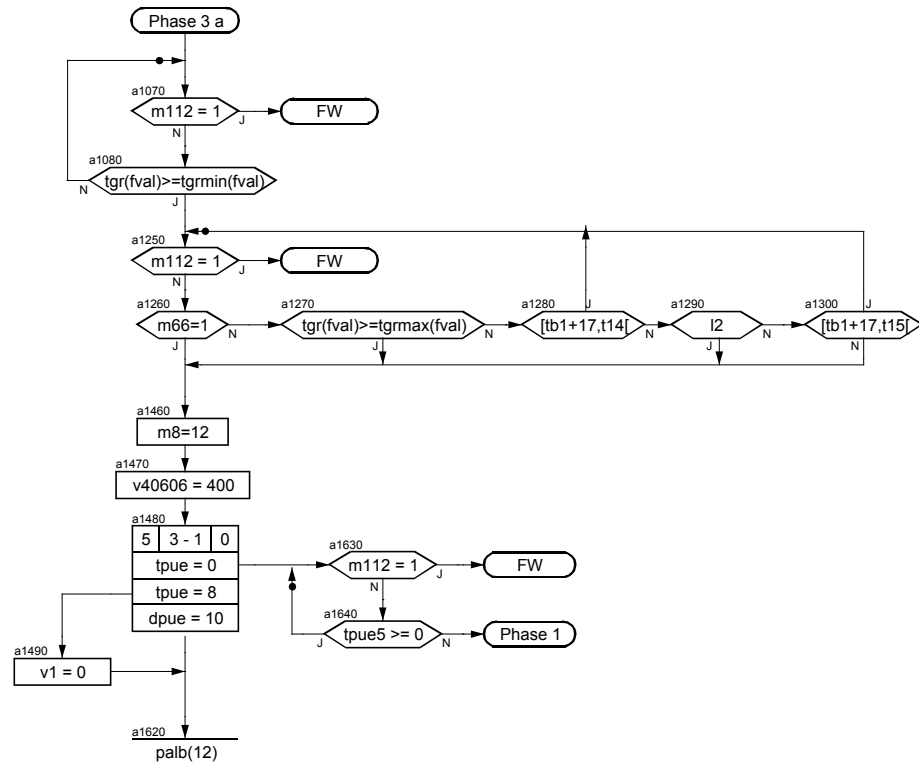 Phase 3 a
a1070
m112 = 1
J
FW
N
a1080
tgr(fval)>=tgrmin(fval)
N
J
a1250
m112 = 1
J
FW
N
a1260
m66=1
N
J
a1270
tgr(fval)>=tgrmax(fval)
N
J
a1280
[tb1+17,t14[
J
N
a1290
l2
N
J
a1300
[tb1+17,t15[
J
N
a1460
m8=12
a1470
v40606 = 400
a1480
5 3 - 1 0
tpue = 0
tpue = 8
dpue = 10
a1630
m112 = 1
J
FW
N
a1640
tpue5 >= 0
J
N
Phase 1
a1490
v1 = 0
a1620
palb(12)